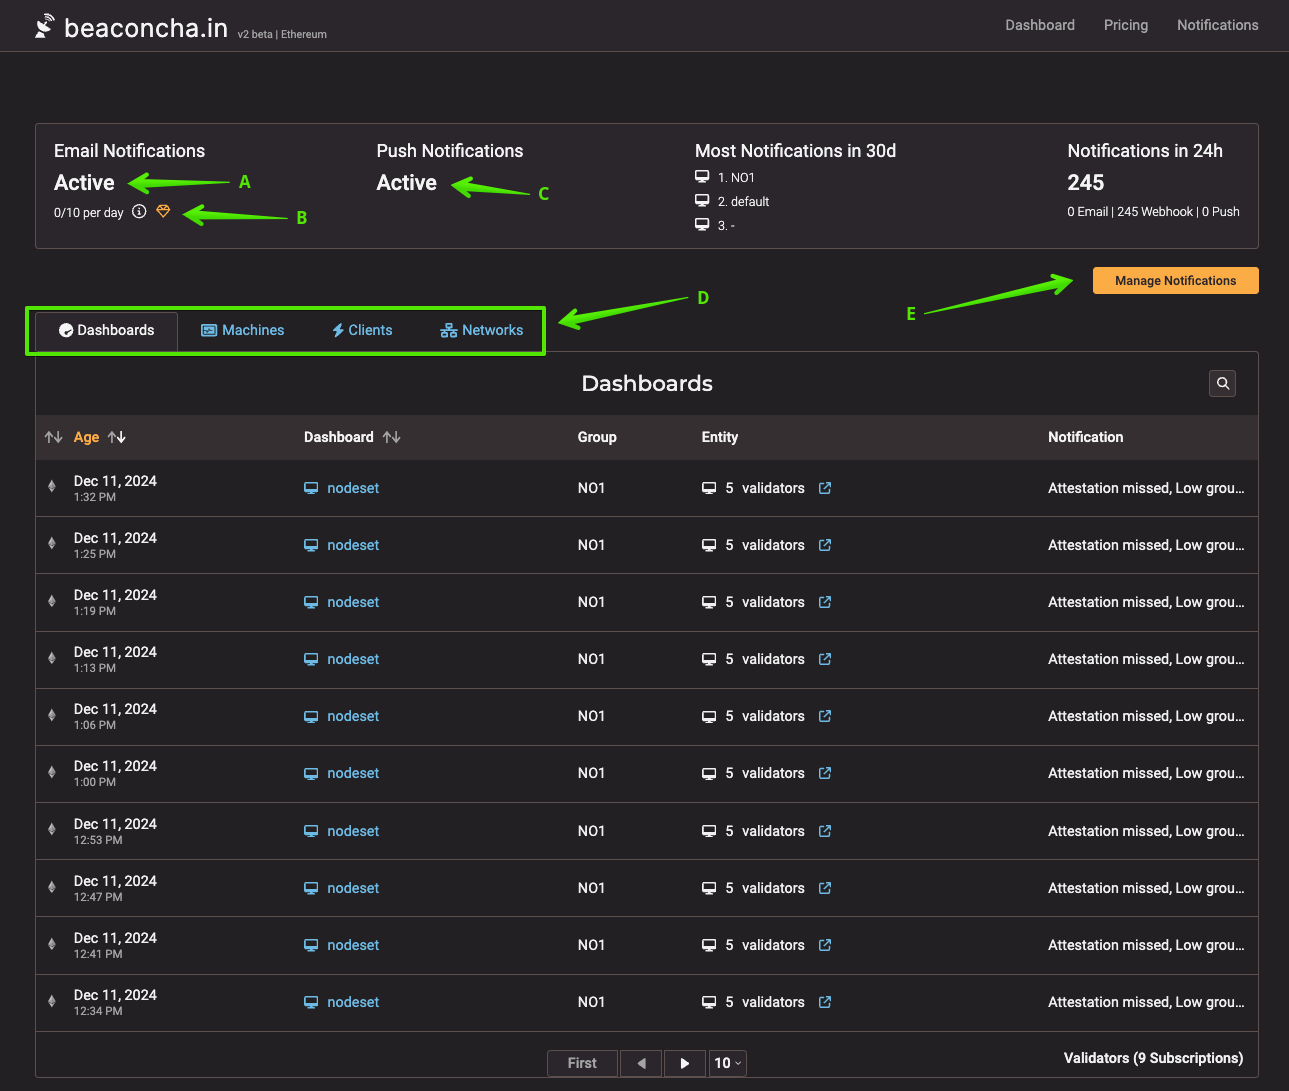 beaconcha.in v2 beta | Ethereum Dashboard Pricing Notifications
Email Notifications Push Notifications Most Notifications in 30d Notifications in 24h
Active A Active C 1. NO1 245
0/10 per day B 2. default 0 Email | 245 Webhook | 0 Push
3. -
E Manage Notifications
D
Dashboards Machines Clients Networks
Dashboards
Age Dashboard Group Entity Notification
Dec 11, 2024
1:32 PM
nodeset NO1 5 validators Attestation missed, Low grou...
Dec 11, 2024
1:25 PM
nodeset NO1 5 validators Attestation missed, Low grou...
Dec 11, 2024
1:19 PM
nodeset NO1 5 validators Attestation missed, Low grou...
Dec 11, 2024
1:13 PM
nodeset NO1 5 validators Attestation missed, Low grou...
Dec 11, 2024
1:06 PM
nodeset NO1 5 validators Attestation missed, Low grou...
Dec 11, 2024
1:00 PM
nodeset NO1 5 validators Attestation missed, Low grou...
Dec 11, 2024
12:53 PM
nodeset NO1 5 validators Attestation missed, Low grou...
Dec 11, 2024
12:47 PM
nodeset NO1 5 validators Attestation missed, Low grou...
Dec 11, 2024
12:41 PM
nodeset NO1 5 validators Attestation missed, Low grou...
Dec 11, 2024
12:34 PM
nodeset NO1 5 validators Attestation missed, Low grou...
First 10 Validators (9 Subscriptions)